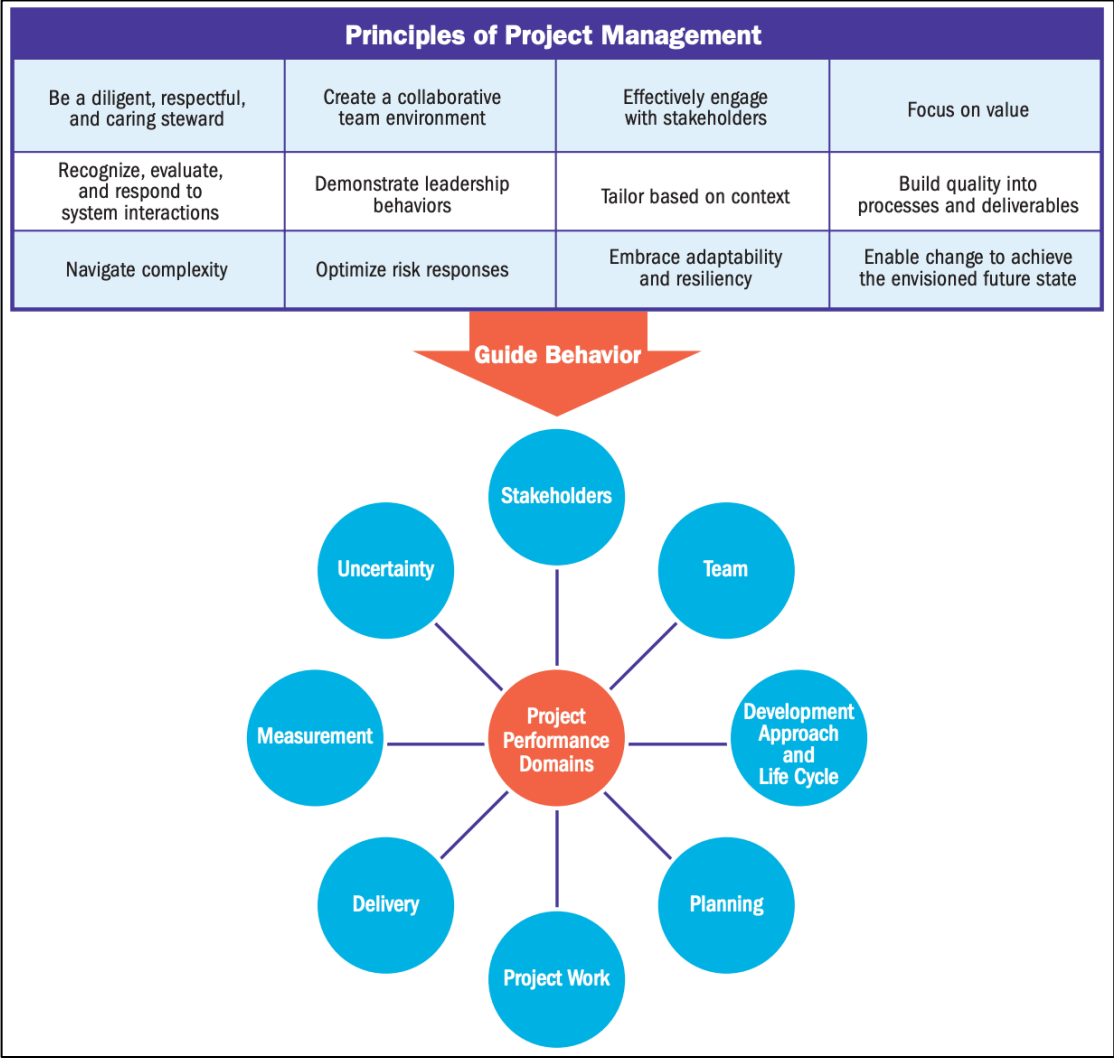 Principles of Project Management
Be a diligent, respectful,
and caring steward
Create a collaborative
team environment
Effectively engage
with stakeholders
Focus on value
Recognize, evaluate,
and respond to
system interactions
Demonstrate leadership
behaviors
Tailor based on context
Build quality into
processes and deliverables
Navigate complexity
Optimize risk responses
Embrace adaptability
and resiliency
Enable change to achieve
the envisioned future state
Guide Behavior
Stakeholders
Uncertainty
Team
Measurement
Project
Performance
Domains
Development
Approach
and
Life Cycle
Delivery
Planning
Project Work